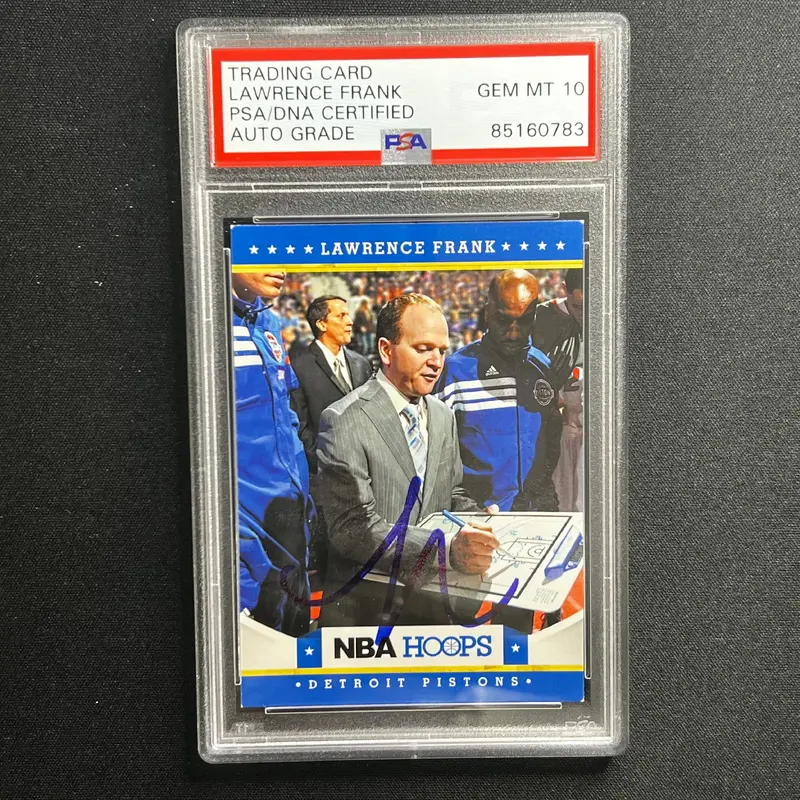 TRADING CARD
LAWRENCE FRANK
PSA/DNA CERTIFIED
AUTO GRADE
GEM MT 10
85160783
PSA
LAWRENCE FRANK
NBA HOOPS
DETROIT PISTONS